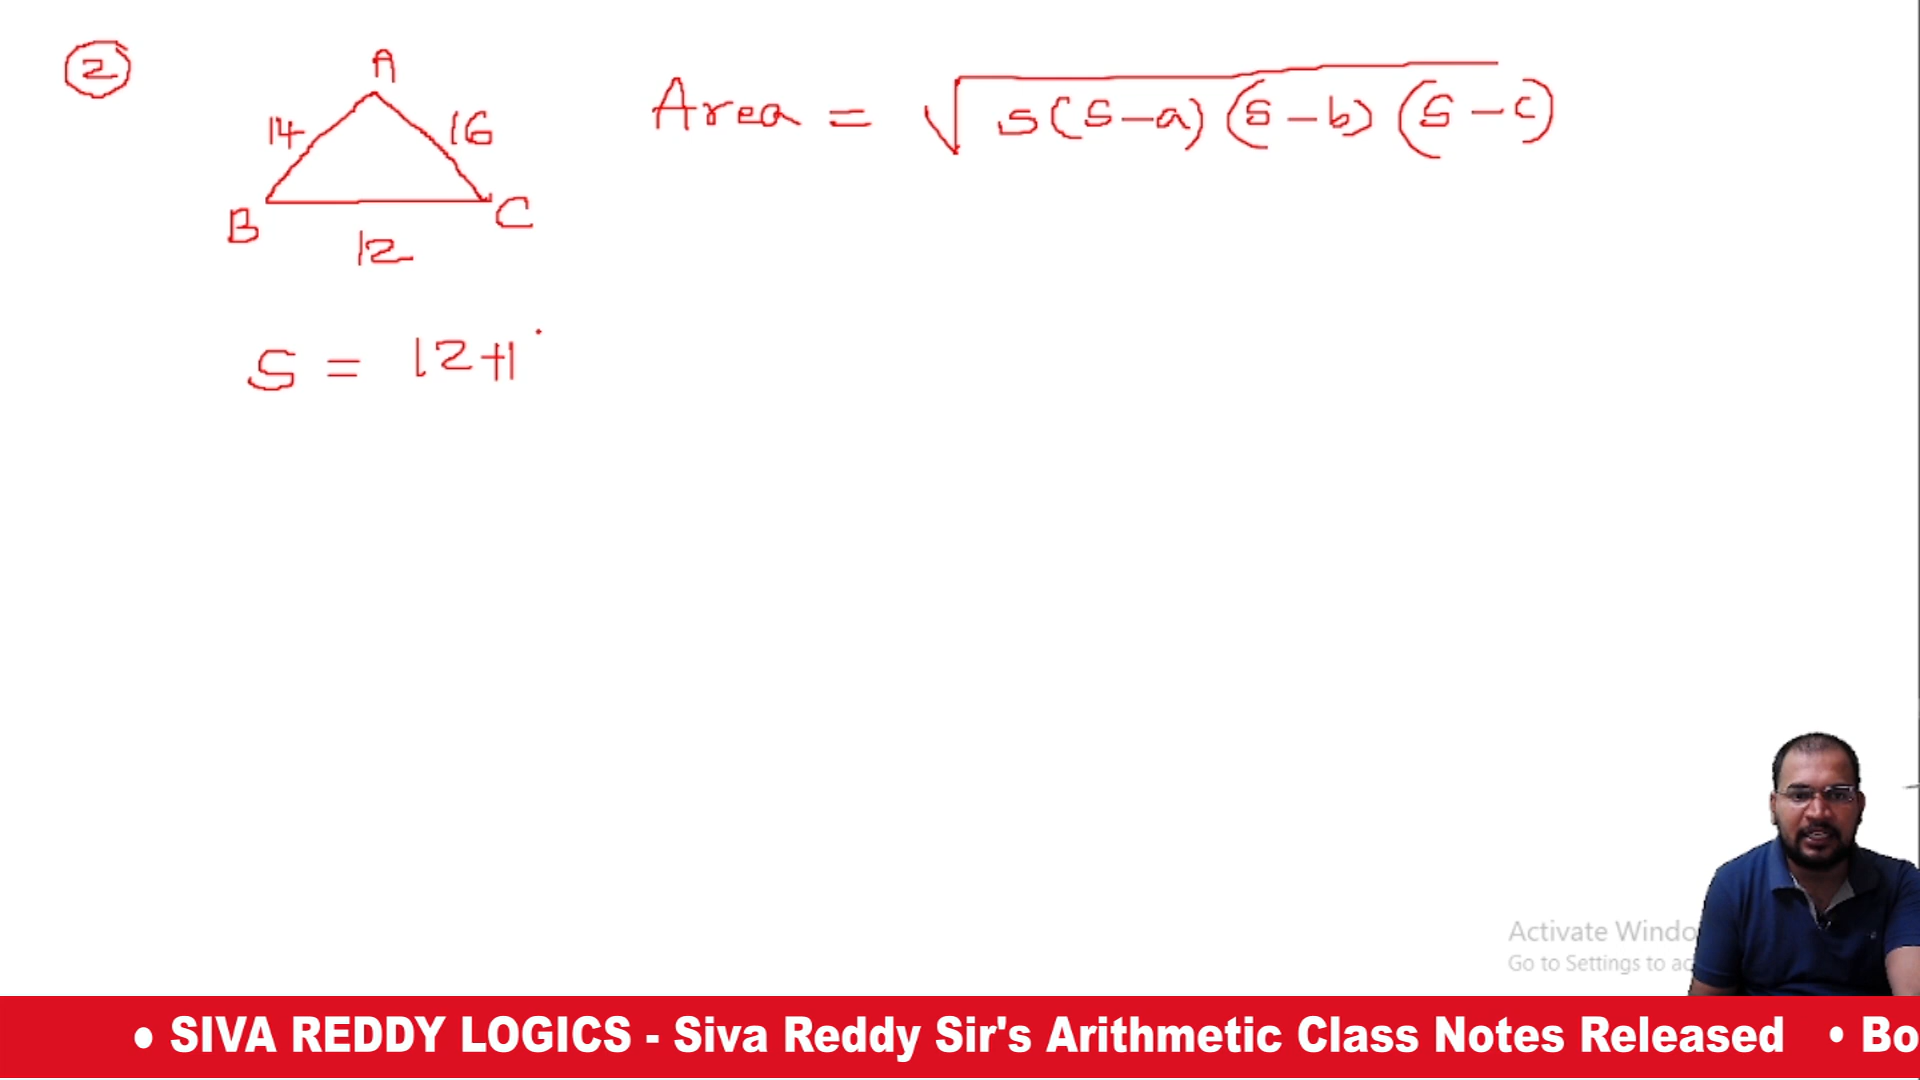 ②
A
14
16
B
C
12
Area = √s(s-a)(s-b)(s-c)
S = 12+1
Activate Windo
Go to Settings to ac
• SIVA REDDY LOGICS - Siva Reddy Sir's Arithmetic Class Notes Released • Bo